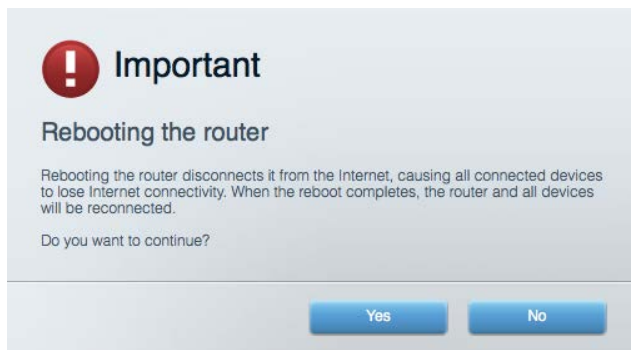 Important
Rebooting the router
Rebooting the router disconnects it from the Internet, causing all connected devices
to lose Internet connectivity. When the reboot completes, the router and all devices
will be reconnected.
Do you want to continue?
Yes
No